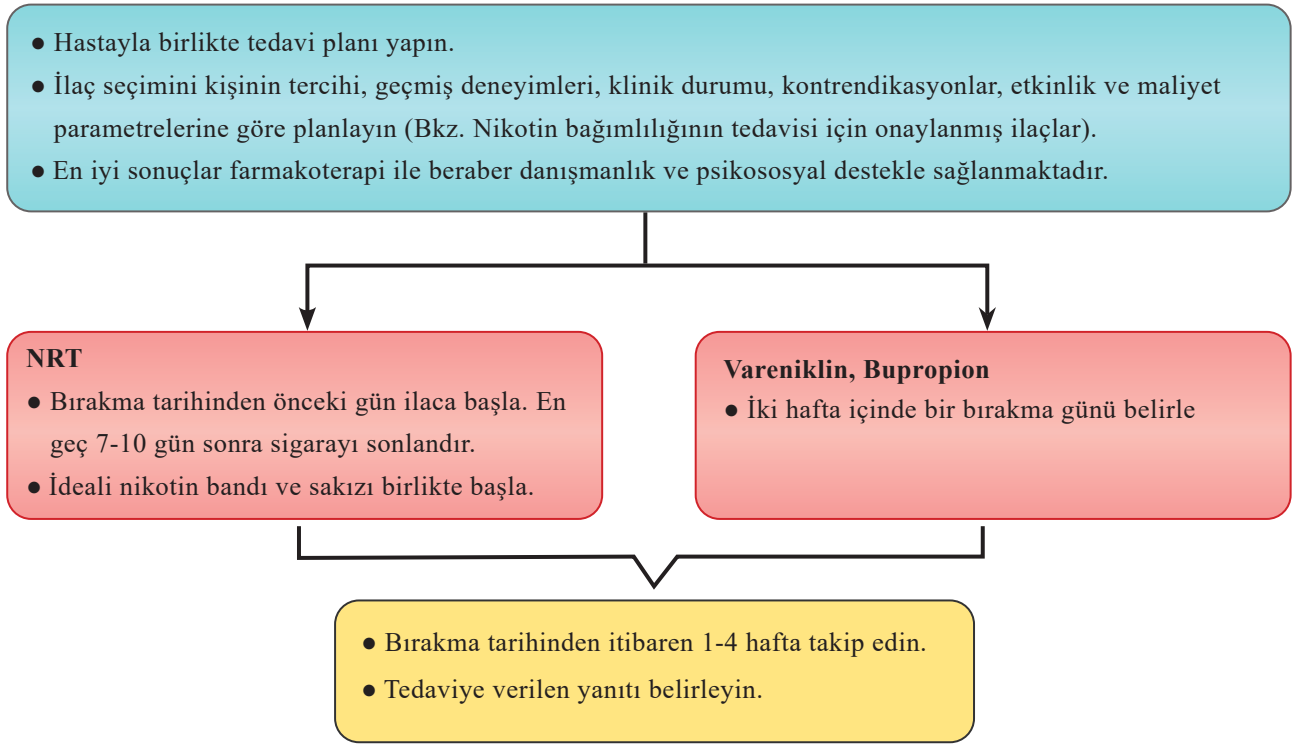 ● Hastayla birlikte tedavi planı yapın.
● İlaç seçimini kişinin tercihi, geçmiş deneyimleri, klinik durumu, kontrendikasyonlar, etkinlik ve maliyet
parametrelerine göre planlayın (Bkz. Nikotin bağımlılığının tedavisi için onaylanmış ilaçlar).
● En iyi sonuçlar farmakoterapi ile beraber danışmanlık ve psikososyal destekle sağlanmaktadır.
NRT
● Bırakma tarihinden önceki gün ilaca başla. En
geç 7-10 gün sonra sigarayı sonlandır.
● İdeali nikotin bandı ve sakızı birlikte başla.
Vareniklin, Bupropion
● İki hafta içinde bir bırakma günü belirle
● Bırakma tarihinden itibaren 1-4 hafta takip edin.
● Tedaviye verilen yanıtı belirleyin.